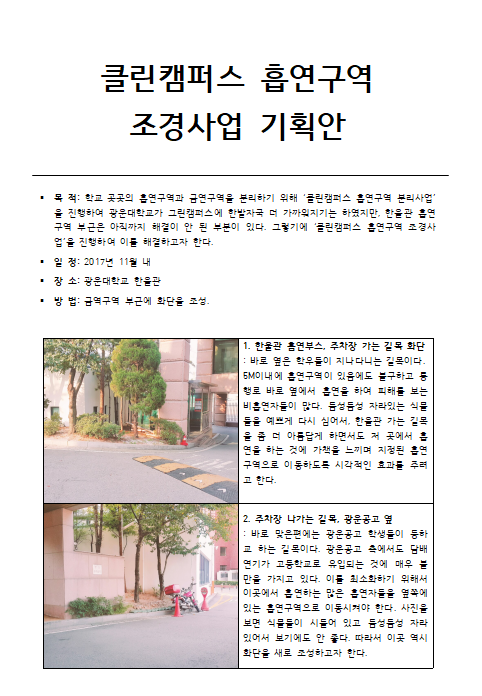 클린캠퍼스 흡연구역
조경사업 기획안
▪ 목 적: 학교 곳곳의 흡연구역과 금연구역을 분리하기 위해 '클린캠퍼스 흡연구역 분리사업'
을 진행하여 광운대학교가 그린캠퍼스에 한발자국 더 가까워지기는 하였지만, 한울관 흡연
구역 부근은 아직까지 해결이 안 된 부분이 있다. 그렇기에 '클린캠퍼스 흡연구역 조경사
업'을 진행하여 이를 해결하고자 한다.
▪ 일 정: 2017년 11월 내
▪ 장 소: 광운대학교 한울관
▪ 방 법: 금역구역 부근에 화단을 조성.
1. 한울관 흡연부스, 주차장 가는 길목 화단
: 바로 옆은 학우들이 지나다니는 길목이다.
5M이내에 흡연구역이 있음에도 불구하고 통
행로 바로 옆에서 흡연을 하여 피해를 보는
비흡연자들이 많다. 듬성듬성 자라있는 식물
들을 예쁘게 다시 심어서, 한울관 가는 길목
을 좀 더 아름답게 하면서도 저 곳에서 흡
연을 하는 것에 가책을 느끼며 지정된 흡연
구역으로 이동하도록 시각적인 효과를 주려
고 한다.
2. 주차장 나가는 길목, 광운공고 옆
: 바로 맞은편에는 광운공고 학생들이 등하
교 하는 길목이다. 광운공고 측에서도 담배
연기가 고등학교로 유입되는 것에 매우 불
만을 가지고 있다. 이를 최소화하기 위해서
이곳에서 흡연하는 많은 흡연자들을 옆쪽에
있는 흡연구역으로 이동시켜야 한다. 사진을
보면 식물들이 시들어 있고 듬성듬성 자라
있어서 보기에도 안 좋다. 따라서 이곳 역시
화단을 새로 조성하고자 한다.